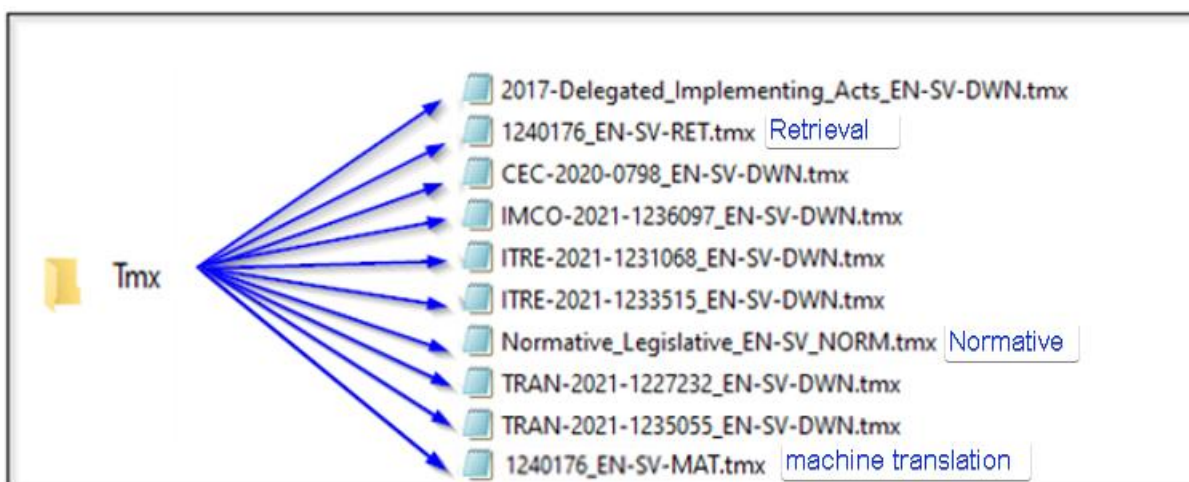 2017-Delegated_Implementing_Acts_EN-SV-DWN.tmx
1240176_EN-SV-RET.tmx Retrieval
CEC-2020-0798_EN-SV-DWN.tmx
IMCO-2021-1236097_EN-SV-DWN.tmx
Tmx
ITRE-2021-1231068_EN-SV-DWN.tmx
ITRE-2021-1233515_EN-SV-DWN.tmx
Normative_Legislative_EN-SV_NORM.tmx Normative
TRAN-2021-1227232_EN-SV-DWN.tmx
TRAN-2021-1235055_EN-SV-DWN.tmx
1240176_EN-SV-MAT.tmx machine translation